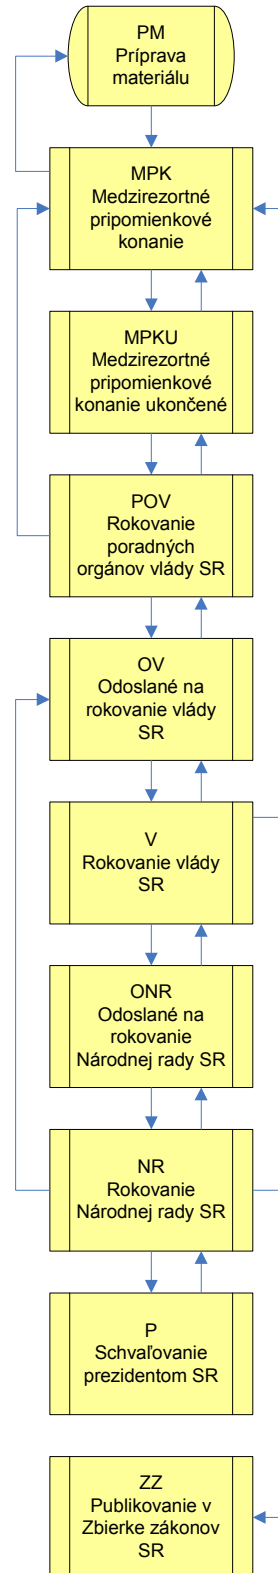 PM
Príprava
materiálu
MPK
Medzirezortné
pripomienkové
konanie
MPKU
Medzirezortné
pripomienkové
konanie ukončené
POV
Rokovanie
poradných
orgánov vlády SR
OV
Odoslané na
rokovanie vlády
SR
V
Rokovanie vlády
SR
ONR
Odoslané na
rokovanie
Národnej rady SR
NR
Rokovanie
Národnej rady SR
P
Schvaľovanie
prezidentom SR
ZZ
Publikovanie v
Zbierke zákonov
SR